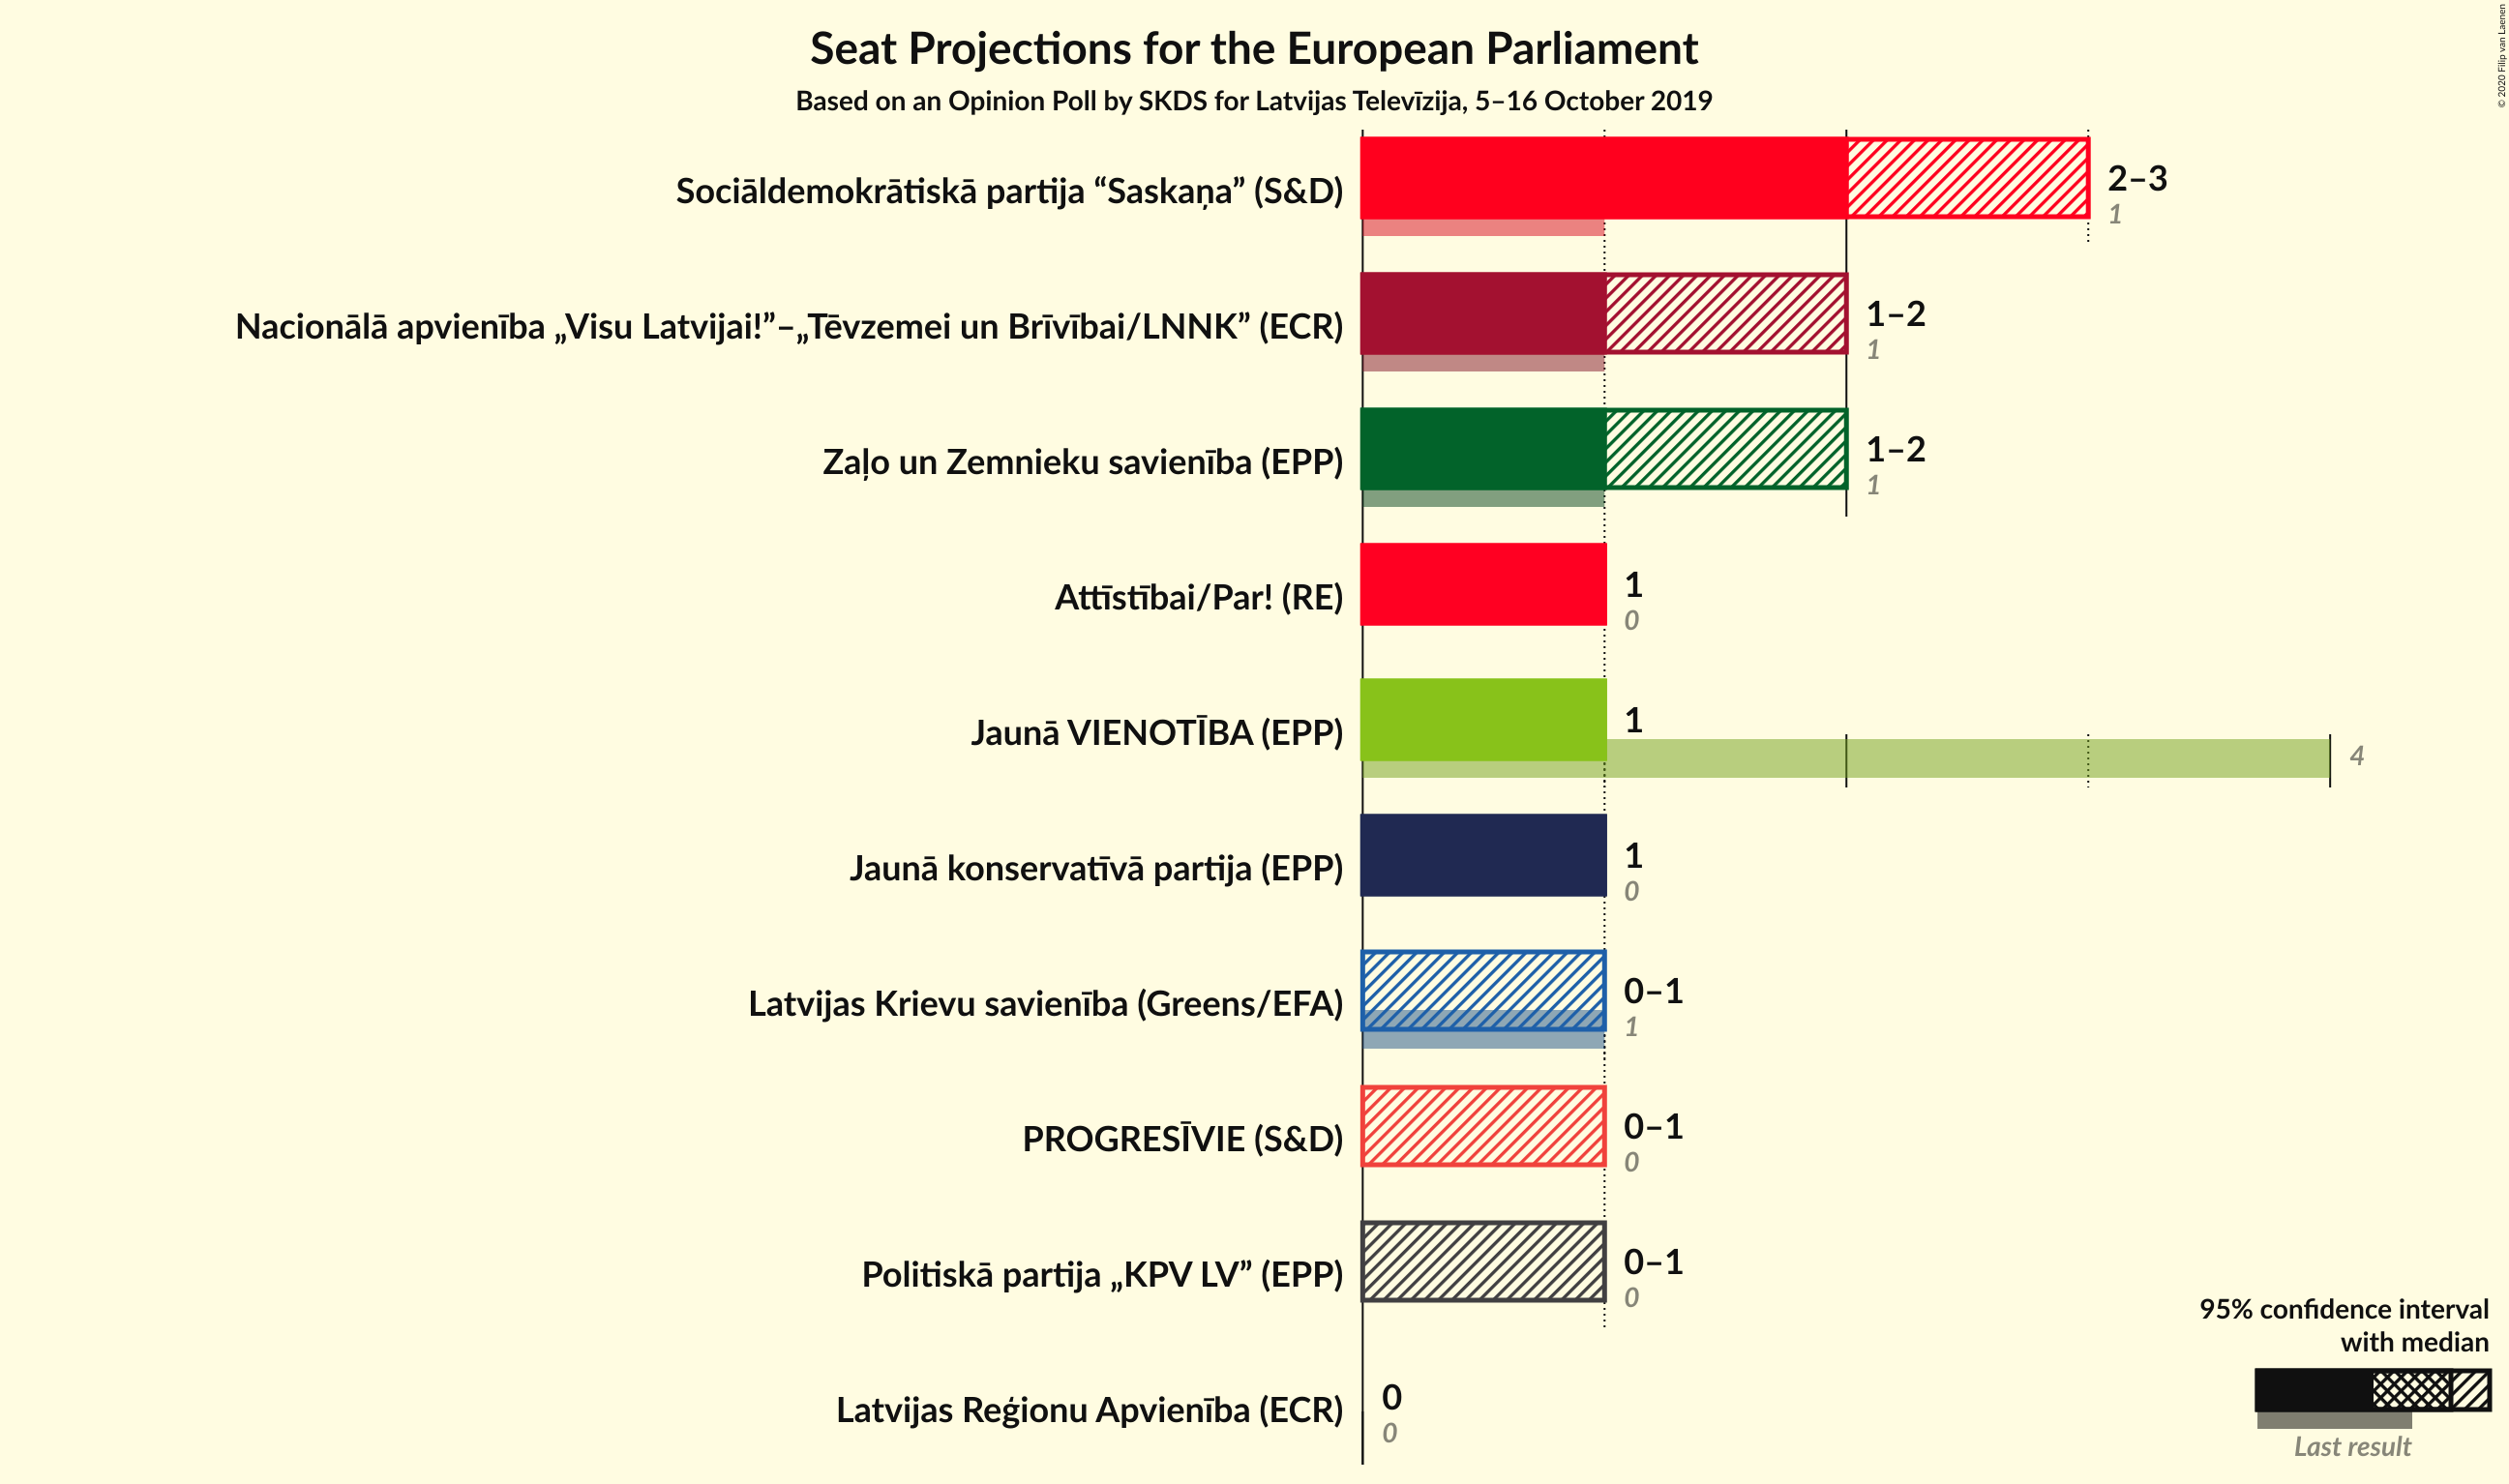 Seat Projections for the European Parliament
Based on an Opinion Poll by SKDS for Latvijas Televīzija, 5–16 October 2019
© 2020 Filip van Laenen
Sociāldemokrātiskā partija “Saskaņa” (S&D)
2–3
1
Nacionālā apvienība „Visu Latvijai!”–„Tēvzemei un Brīvībai/LNNK” (ECR)
1–2
1
Zaļo un Zemnieku savienība (EPP)
1–2
1
Attīstībai/Par! (RE)
1
0
Jaunā VIENOTĪBA (EPP)
1
4
Jaunā konservatīvā partija (EPP)
1
0
Latvijas Krievu savienība (Greens/EFA)
0–1
1
PROGRESĪVIE (S&D)
0–1
0
Politiskā partija „KPV LV” (EPP)
0–1
0
Latvijas Reģionu Apvienība (ECR)
0
0
95% confidence interval
with median
Last result